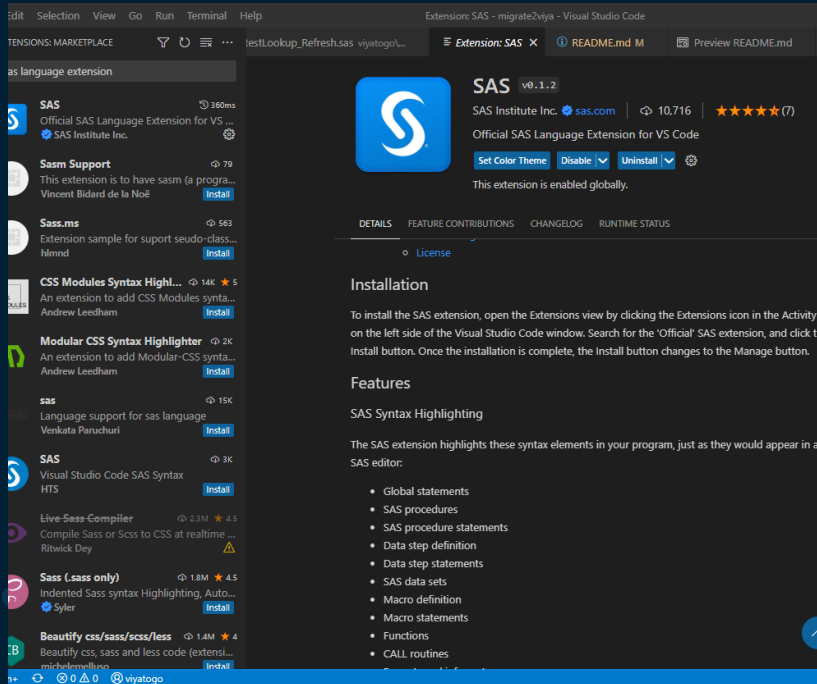 Edit Selection View Go Run Terminal Help
Extension: SAS - migrate2viya - Visual Studio Code
TENSIONS: MARKETPLACE
as language extension
SAS 360ms
Official SAS Language Extension for VS ...
SAS Institute Inc.
Sasm Support 79
This extension is to have sasm (a progra...
Vincent Bidard de la Noë Install
Sass.ms 563
Extension sample for suport seudo-class...
hlmnd Install
CSS Modules Syntax Highl... 14K ★ 5
An extension to add CSS Modules synta...
Andrew Leedham Install
Modular CSS Syntax Highlighter 2K
An extension to add Modular-CSS synta...
Andrew Leedham Install
sas 15K
Language support for sas language
Venkata Paruchuri Install
SAS 3K
Visual Studio Code SAS Syntax
HTS Install
Live Sass Compiler 2.3M ★ 4.5
Compile Sass or Scss to CSS at realtime ...
Ritwick Dey
Sass (.sass only) 1.8M ★ 4.5
Indented Sass syntax Highlighting, Auto...
Syler Install
Beautify css/sass/scss/less 1.4M ★ 4
Beautify css, sass and less code (extensi...
michelemelluso Install
testLookup_Refresh.sas viyatogo\... Extension: SAS README.md M Preview README.md
SAS v0.1.2
SAS Institute Inc. sas.com 10,716 ★★★★★(7)
Official SAS Language Extension for VS Code
Set Color Theme Disable Uninstall
This extension is enabled globally.
DETAILS FEATURE CONTRIBUTIONS CHANGELOG RUNTIME STATUS
License
Installation
To install the SAS extension, open the Extensions view by clicking the Extensions icon in the Activity
on the left side of the Visual Studio Code window. Search for the 'Official' SAS extension, and click t
Install button. Once the installation is complete, the Install button changes to the Manage button.
Features
SAS Syntax Highlighting
The SAS extension highlights these syntax elements in your program, just as they would appear in a
SAS editor:
• Global statements
• SAS procedures
• SAS procedure statements
• Data step definition
• Data step statements
• SAS data sets
• Macro definition
• Macro statements
• Functions
• CALL routines
0 0 viyatogo